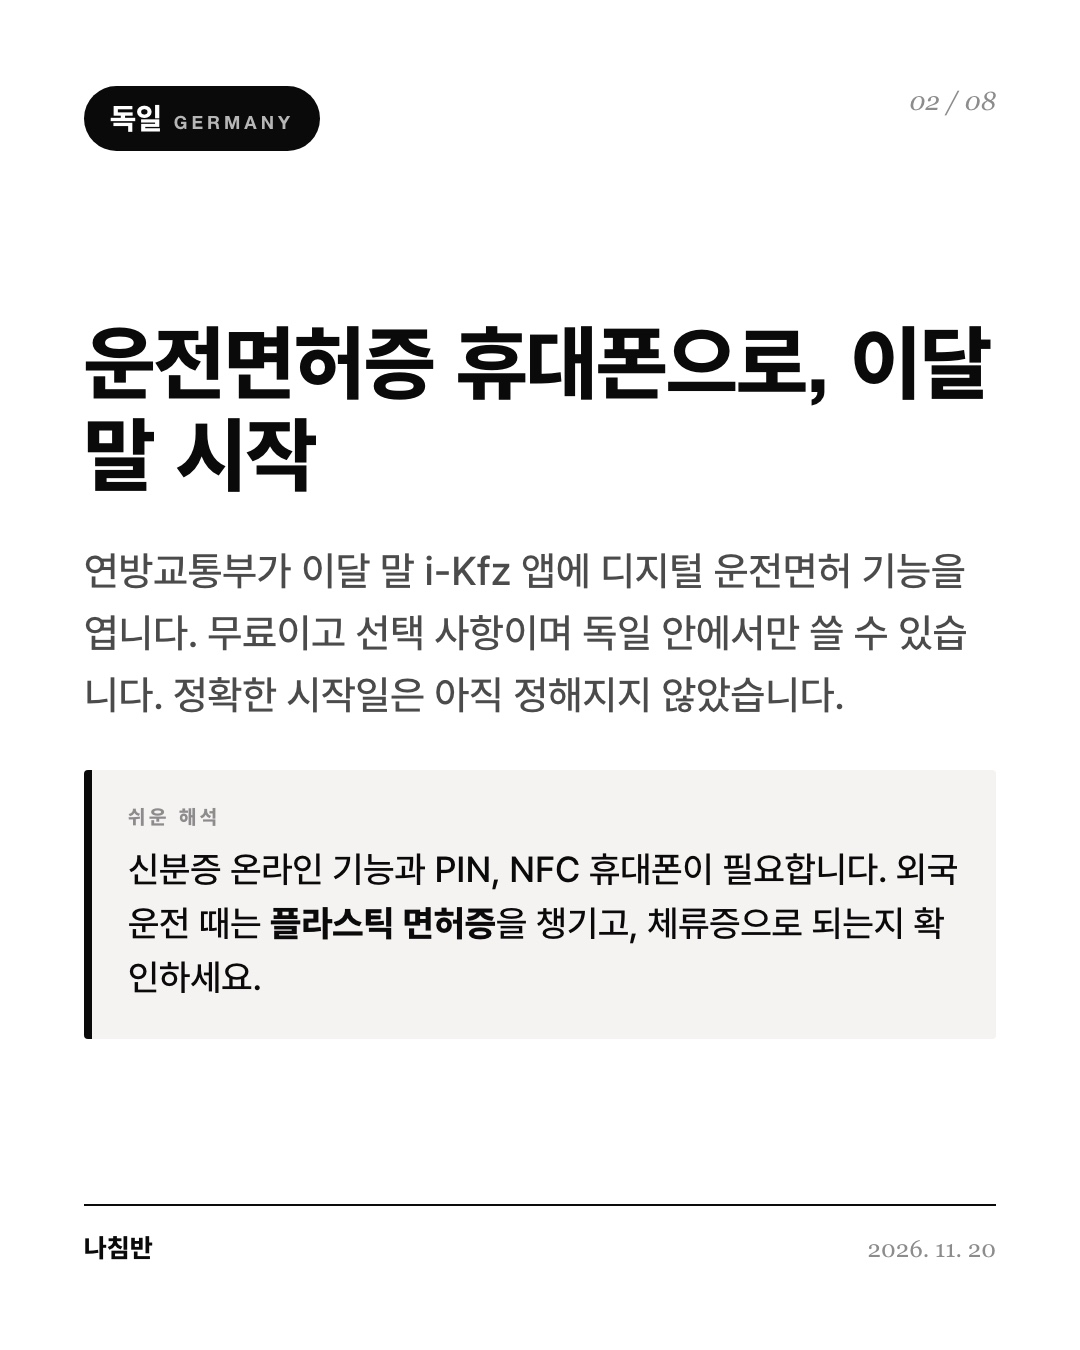 독일 GERMANY
02 / 08
운전면허증 휴대폰으로, 이달
말 시작
연방교통부가 이달 말 i-Kfz 앱에 디지털 운전면허 기능을
엽니다. 무료이고 선택 사항이며 독일 안에서만 쓸 수 있습
니다. 정확한 시작일은 아직 정해지지 않았습니다.
쉬운 해석
신분증 온라인 기능과 PIN, NFC 휴대폰이 필요합니다. 외국
운전 때는 플라스틱 면허증을 챙기고, 체류증으로 되는지 확
인하세요.
나침반
2026. 11. 20